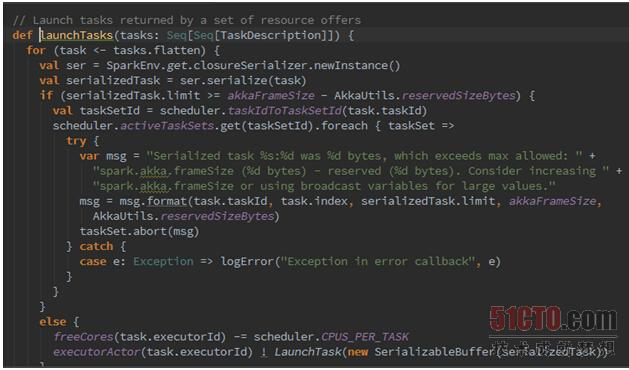 // Launch tasks returned by a set of resource offers
def launchTasks(tasks: Seq[Seq[TaskDescription]]) {
for (task <- tasks.flatten) {
val ser = SparkEnv.get.closureSerializer.newInstance()
val serializedTask = ser.serialize(task)
if (serializedTask.limit >= akkaFrameSize - AkkaUtils.reservedSizeBytes) {
val taskSetId = scheduler.taskIdToTaskSetId(task.taskId)
scheduler.activeTaskSets.get(taskSetId).foreach { taskSet =>
try {
var msg = "Serialized task %s:%d was %d bytes, which exceeds max allowed: " +
"spark.akka.frameSize (%d bytes) - reserved (%d bytes). Consider increasing " +
"spark.akka.frameSize or using broadcast variables for large values."
msg = msg.format(task.taskId, task.index, serializedTask.limit, akkaFrameSize,
AkkaUtils.reservedSizeBytes)
taskSet.abort(msg)
} catch {
case e: Exception => logError("Exception in error callback", e)
}
}
}
else {
freeCores(task.executorId) -= scheduler.CPUS_PER_TASK
executorActor(task.executorId) ! LaunchTask(new SerializableBuffer(serializedTask))
51CTO.com